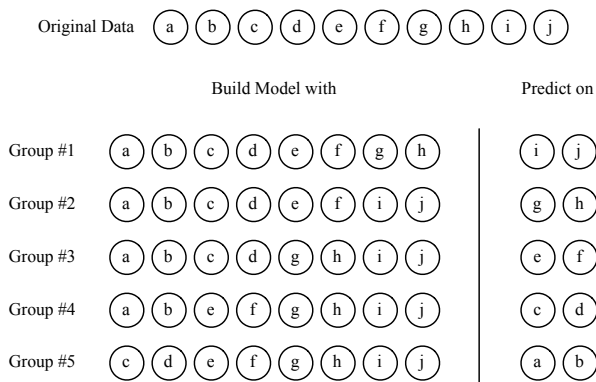 Original Data a b c d e f g h i j
Build Model with Predict on
Group #1 a b c d e f g h i j
Group #2 a b c d e f i j g h
Group #3 a b c d g h i j e f
Group #4 a b e f g h i j c d
Group #5 c d e f g h i j a b